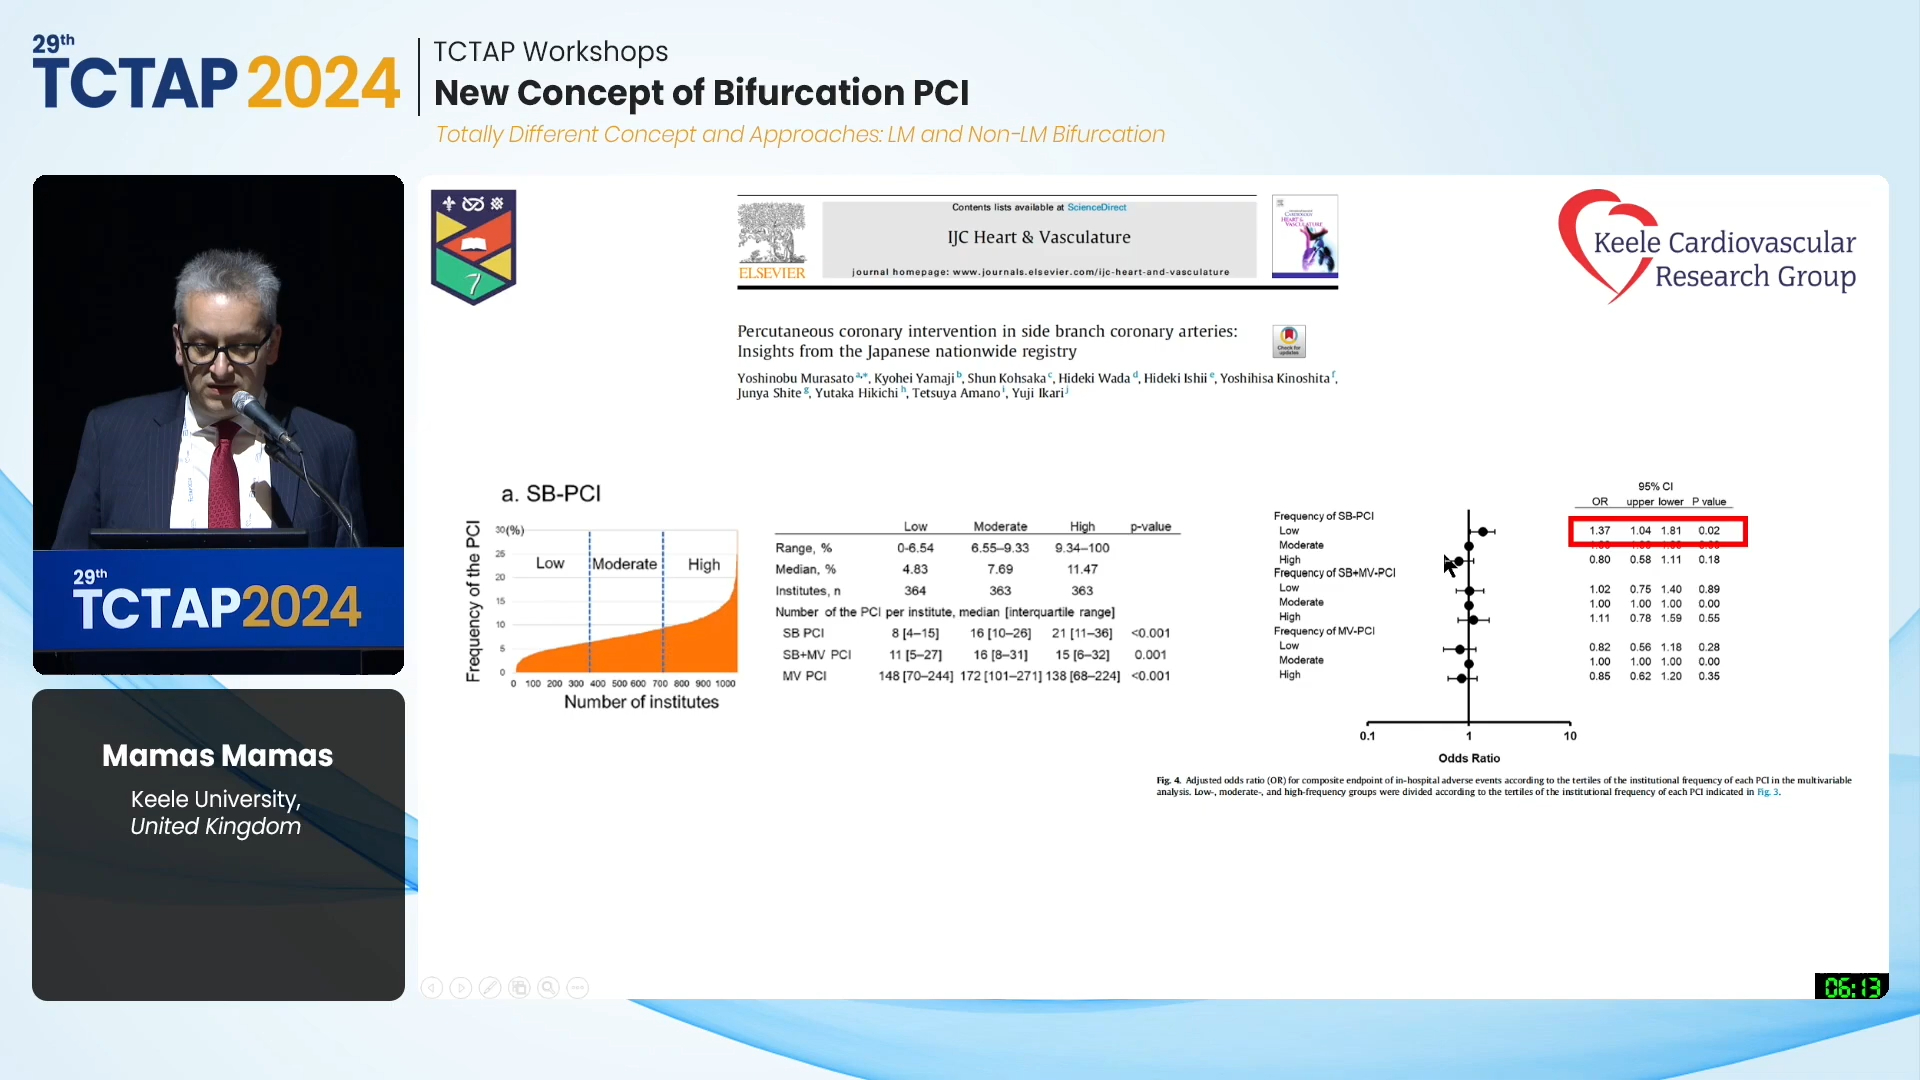 29th
TCTAP 2024
TCTAP Workshops
New Concept of Bifurcation PCI
Totally Different Concept and Approaches: LM and Non-LM Bifurcation
29th
TCTAP2024
Mamas Mamas
Keele University,
United Kingdom
Contents lists available at ScienceDirect
IJC Heart & Vasculature
journal homepage: www.journals.elsevier.com/ijc-heart-and-vasculature
ELSEVIER
Keele Cardiovascular
Research Group
Percutaneous coronary intervention in side branch coronary arteries:
Insights from the Japanese nationwide registry
Check for
updates
Yoshinobu Murasato a,*, Kyohei Yamaji b, Shun Kohsaka c, Hideki Wada d, Hideki Ishii e, Yoshihisa Kinoshita f,
Junya Shite g, Yutaka Hikichi h, Tetsuya Amano i, Yuji Ikari j
a. SB-PCI
Frequency of the PCI
30(%)
25
20
15
10
5
0
Low Moderate High
0 100 200 300 400 500 600 700 800 900 1000
Number of institutes
Low Moderate High p-value
Range, % 0-6.54 6.55–9.33 9.34–100
Median, % 4.83 7.69 11.47
Institutes, n 364 363 363
Number of the PCI per institute, median [interquartile range]
SB PCI 8 [4–15] 16 [10–26] 21 [11–36] <0.001
SB+MV PCI 11 [5–27] 16 [8–31] 15 [6–32] 0.001
MV PCI 148 [70–244] 172 [101–271] 138 [68–224] <0.001
95% CI
OR upper lower P value
Frequency of SB-PCI
Low 1.37 1.04 1.81 0.02
Moderate
High 0.80 0.58 1.11 0.18
Frequency of SB+MV-PCI
Low 1.02 0.75 1.40 0.89
Moderate 1.00 1.00 1.00 0.00
High 1.11 0.78 1.59 0.55
Frequency of MV-PCI
Low 0.82 0.56 1.18 0.28
Moderate 1.00 1.00 1.00 0.00
High 0.85 0.62 1.20 0.35
0.1 1 10
Odds Ratio
Fig. 4. Adjusted odds ratio (OR) for composite endpoint of in-hospital adverse events according to the tertiles of the institutional frequency of each PCI in the multivariable
analysis. Low-, moderate-, and high-frequency groups were divided according to the tertiles of the institutional frequency of each PCI indicated in Fig. 3.
06:13